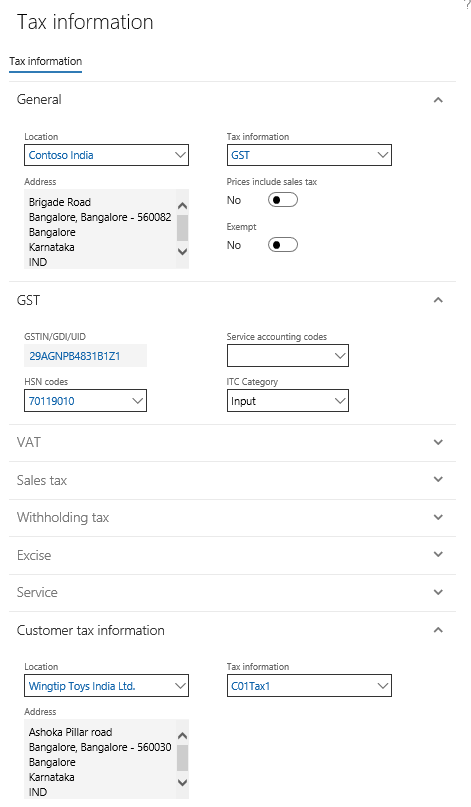 ?
Tax information
Tax information
General
Location
Tax information
Contoso India
GST
Address
Prices include sales tax
Brigade Road
Bangalore, Bangalore - 560082
Bangalore
Karnataka
IND
No
Exempt
No
GST
GSTIN/GDI/UID
Service accounting codes
29AGNPB4831B1Z1
HSN codes
ITC Category
70119010
Input
VAT
Sales tax
Withholding tax
Excise
Service
Customer tax information
Location
Tax information
Wingtip Toys India Ltd.
C01Tax1
Address
Ashoka Pillar road
Bangalore, Bangalore - 560030
Bangalore
Karnataka
IND